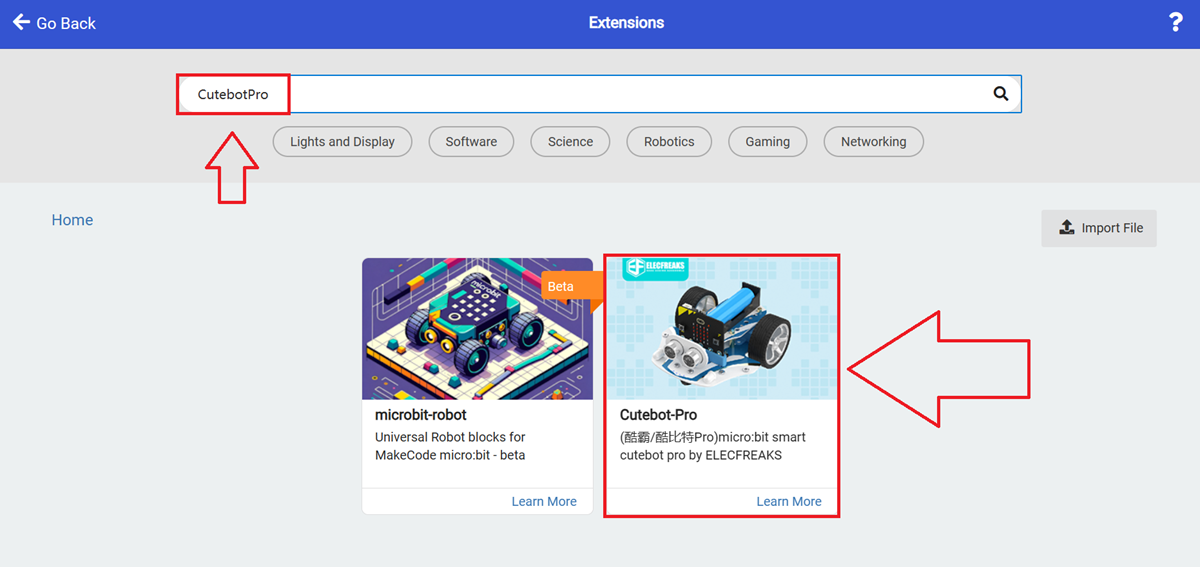 Go Back
Extensions
?
CutebotPro
Lights and Display
Software
Science
Robotics
Gaming
Networking
Home
Import File
microbit
Beta
ELECFREAKS
microbit-robot
Universal Robot blocks for
MakeCode micro:bit - beta
Learn More
Cutebot-Pro
(酷霸/酷比特Pro)micro:bit smart
cutebot pro by ELECFREAKS
Learn More